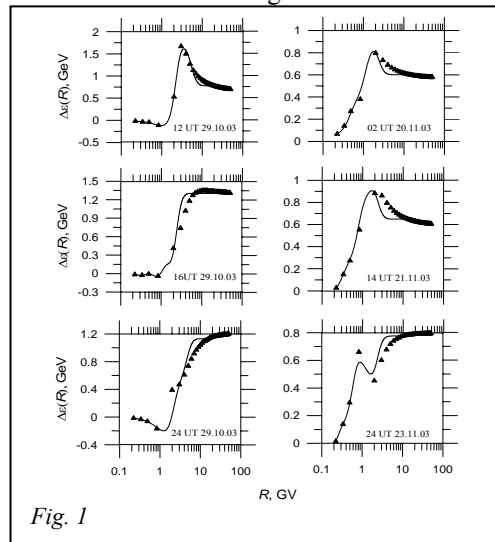 2
1.5
1
0.5
0
-0.5
Δε(R), GeV
12 UT 29.10.03
1
0.8
0.6
0.4
0.2
0
02 UT 20.11.03
1.5
1.2
0.9
0.6
0.3
0
-0.3
Δε(R), GeV
16UT 29.10.03
1
0.8
0.6
0.4
0.2
0
14 UT 21.11.03
1.2
0.8
0.4
0
-0.4
Δε(R), GeV
24 UT 29.10.03
0.1 1 10 100
0.8
0.6
0.4
0.2
0
24 UT 23.11.03
0.1 1 10 100
R, GV
Fig. 1